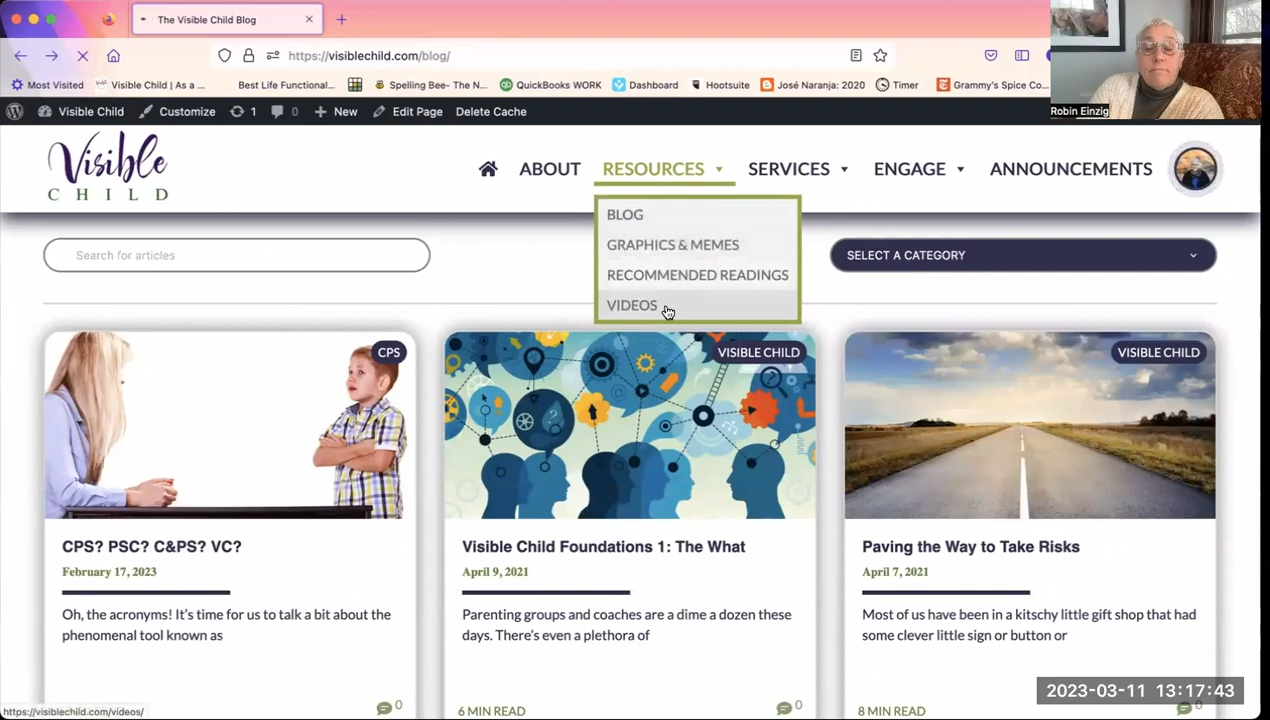 The Visible Child Blog
https://visiblechild.com/blog/
Most Visited
Visible Child | As a ...
Best Life Functional...
Spelling Bee- The N...
QuickBooks WORK
Dashboard
Hootsuite
José Naranja: 2020
Timer
Grammy's Spice Co...
Robin Einzig
Visible Child
Customize
1
0
New
Edit Page
Delete Cache
Visible
CHILD
ABOUT
RESOURCES
SERVICES
ENGAGE
ANNOUNCEMENTS
BLOG
GRAPHICS & MEMES
RECOMMENDED READINGS
VIDEOS
Search for articles
SELECT A CATEGORY
CPS
VISIBLE CHILD
VISIBLE CHILD
CPS? PSC? C&PS? VC?
February 17, 2023
Oh, the acronyms! It's time for us to talk a bit about the
phenomenal tool known as
0
Visible Child Foundations 1: The What
April 9, 2021
Parenting groups and coaches are a dime a dozen these
days. There's even a plethora of
6 MIN READ
0
Paving the Way to Take Risks
April 7, 2021
Most of us have been in a kitschy little gift shop that had
some clever little sign or button or
8 MIN READ
0
2023-03-11 13:17:43
https://visiblechild.com/videos/